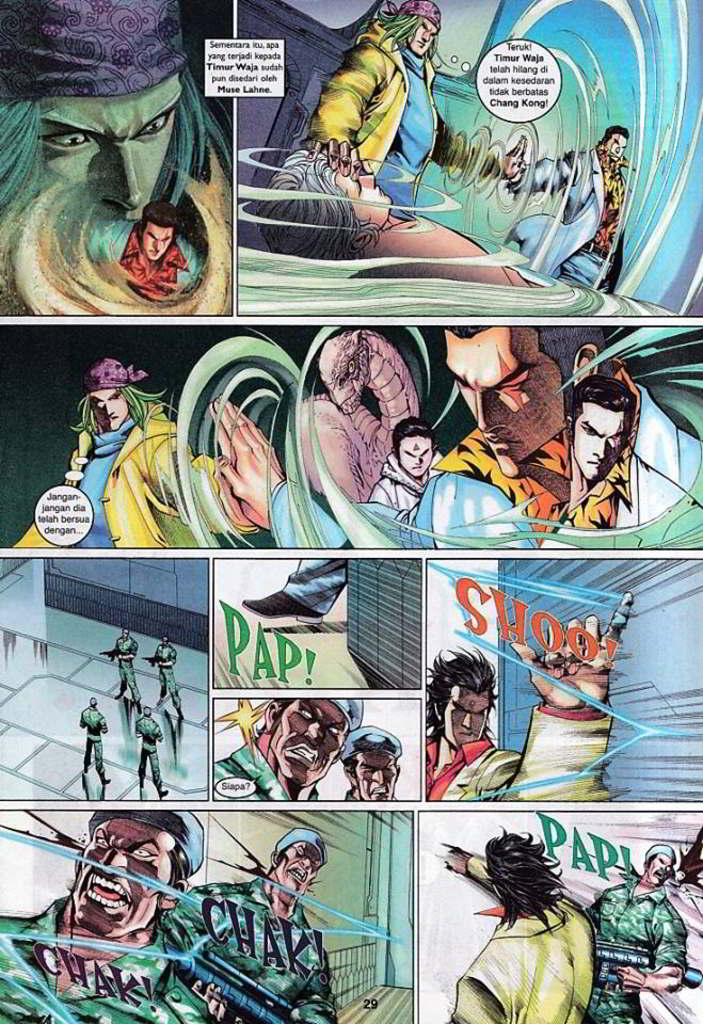 Sementara itu, apa
yang terjadi kepada
Timur Waja sudah
pun disedari oleh
Muse Lahne.
Teruk!
Timur Waja
telah hilang di
dalam kesedaran
tidak berbatas
Chang Kong!
Jangan-
jangan dia
telah bersua
dengan...
PAP!
Siapa?
SHOO!
CHAK!
CHAK!
PAP!
29